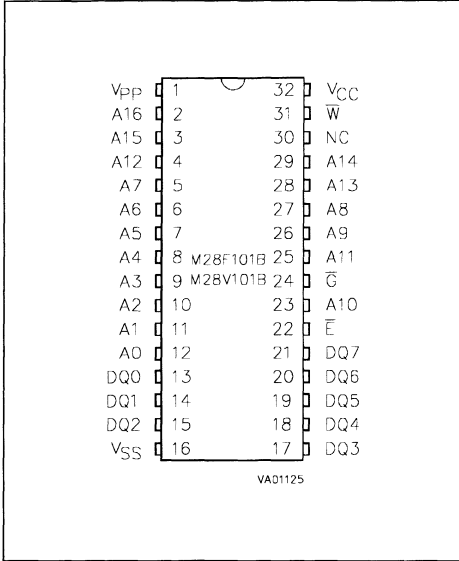 VPP 1 32 VCC
A16 2 31 W̅
A15 3 30 NC
A12 4 29 A14
A7 5 28 A13
A6 6 27 A8
A5 7 26 A9
A4 8 M28F101B 25 A11
A3 9 M28V101B 24 G̅
A2 10 23 A10
A1 11 22 E̅
A0 12 21 DQ7
DQ0 13 20 DQ6
DQ1 14 19 DQ5
DQ2 15 18 DQ4
VSS 16 17 DQ3
VA01125